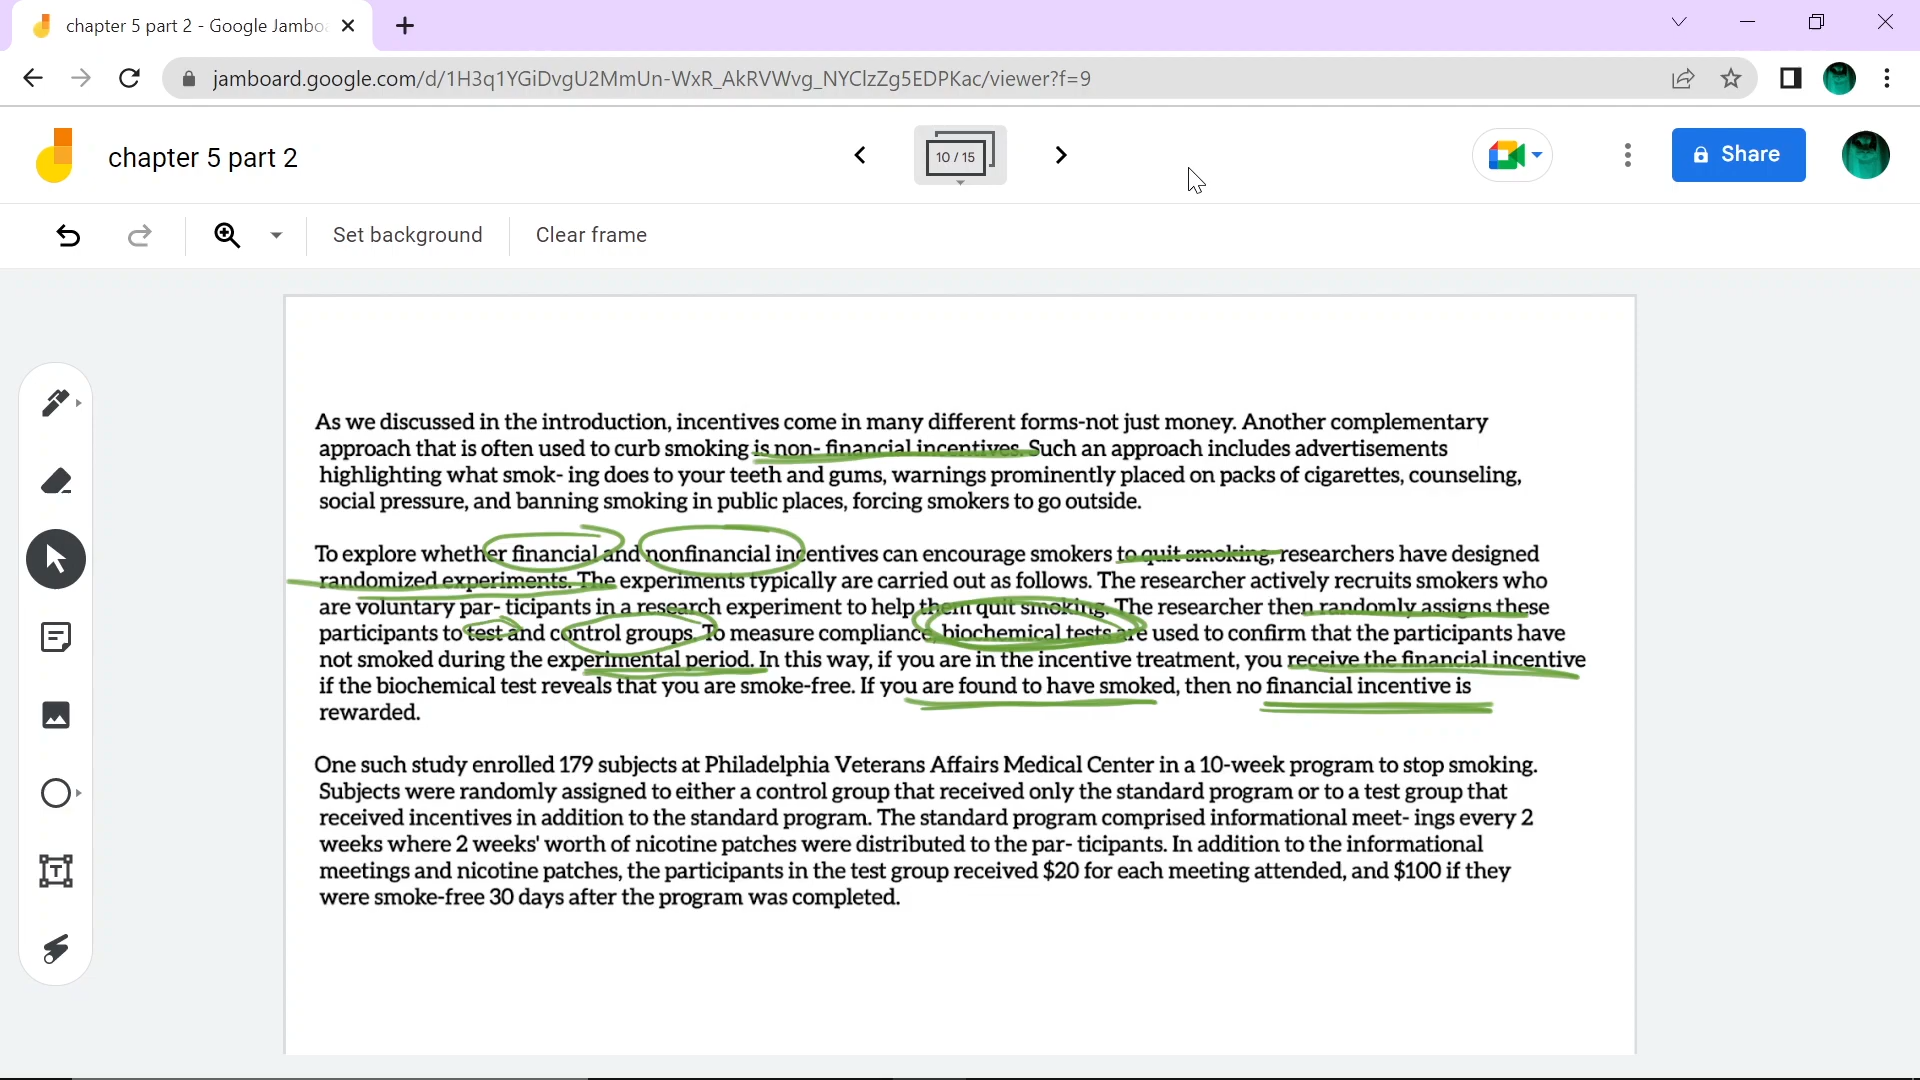 chapter 5 part 2 - Google Jambo
jamboard.google.com/d/1H3q1YGiDvgU2MmUn-WxR_AkRVWvg_NYClzZg5EDPKac/viewer?f=9
chapter 5 part 2
10 / 15
Share
Set background
Clear frame
As we discussed in the introduction, incentives come in many different forms-not just money. Another complementary
approach that is often used to curb smoking is non- financial incentives. Such an approach includes advertisements
highlighting what smok- ing does to your teeth and gums, warnings prominently placed on packs of cigarettes, counseling,
social pressure, and banning smoking in public places, forcing smokers to go outside.
To explore whether financial and nonfinancial incentives can encourage smokers to quit smoking, researchers have designed
randomized experiments. The experiments typically are carried out as follows. The researcher actively recruits smokers who
are voluntary par- ticipants in a research experiment to help them quit smoking. The researcher then randomly assigns these
participants to test and control groups. To measure compliance, biochemical tests are used to confirm that the participants have
not smoked during the experimental period. In this way, if you are in the incentive treatment, you receive the financial incentive
if the biochemical test reveals that you are smoke-free. If you are found to have smoked, then no financial incentive is
rewarded.
One such study enrolled 179 subjects at Philadelphia Veterans Affairs Medical Center in a 10-week program to stop smoking.
Subjects were randomly assigned to either a control group that received only the standard program or to a test group that
received incentives in addition to the standard program. The standard program comprised informational meet- ings every 2
weeks where 2 weeks' worth of nicotine patches were distributed to the par- ticipants. In addition to the informational
meetings and nicotine patches, the participants in the test group received $20 for each meeting attended, and $100 if they
were smoke-free 30 days after the program was completed.